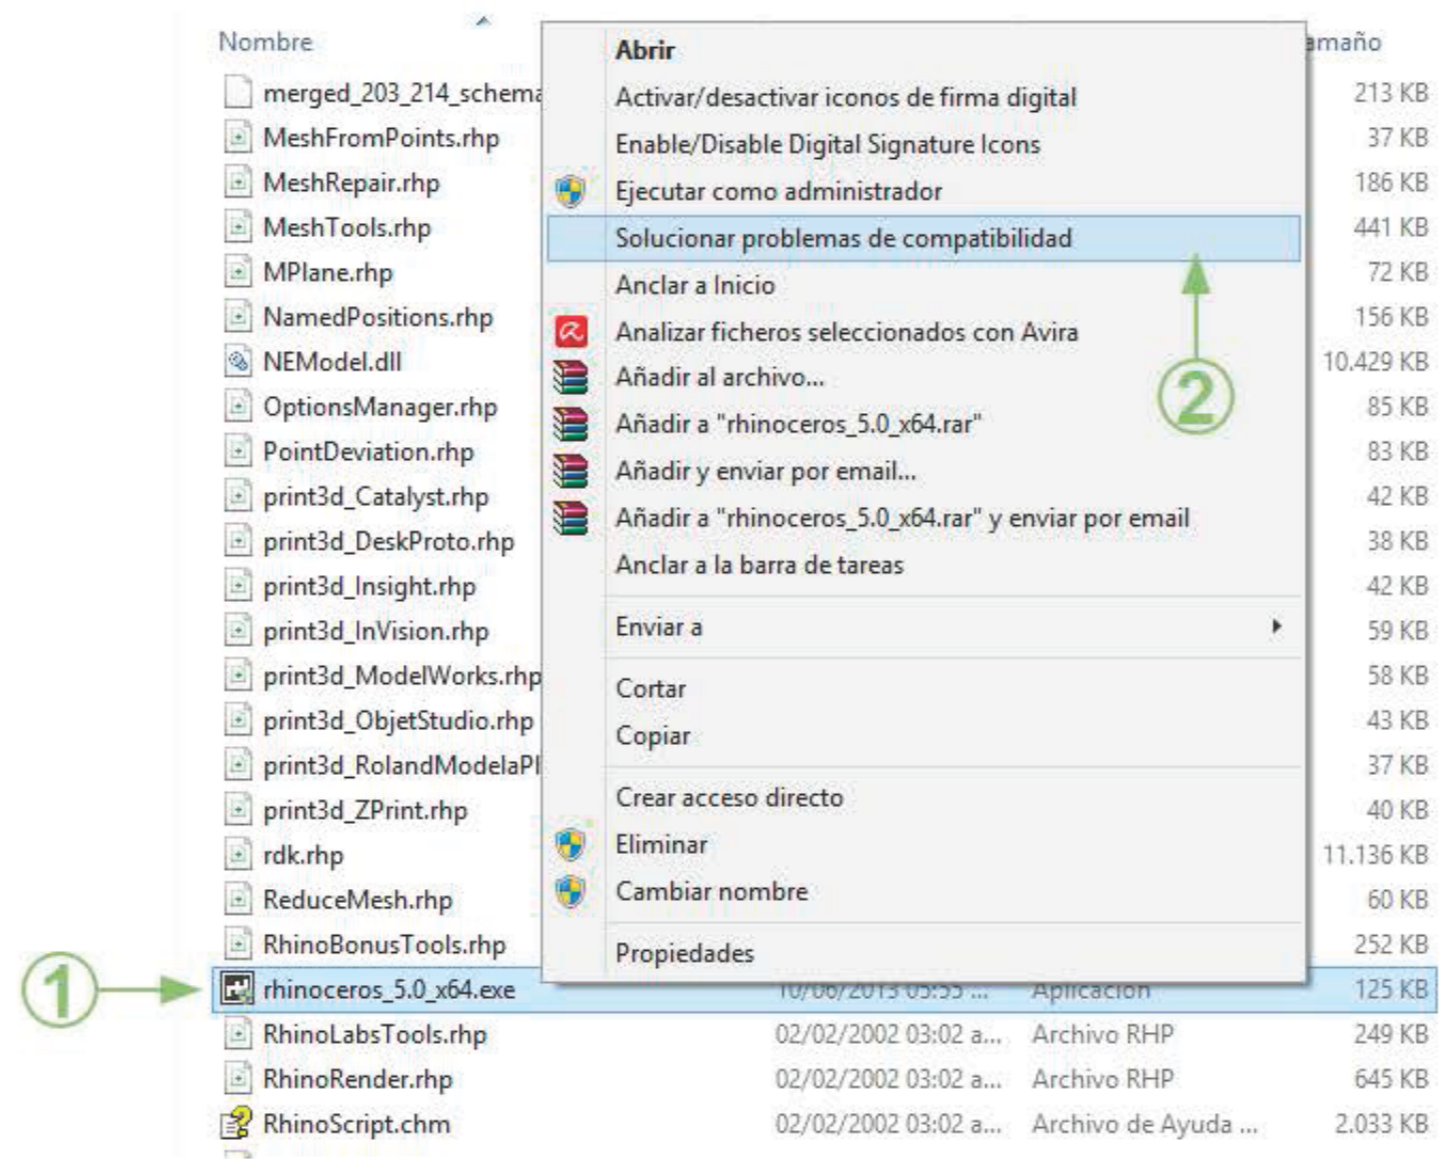 Nombre
amaño
merged_203_214_schema
213 KB
MeshFromPoints.rhp
37 KB
MeshRepair.rhp
186 KB
MeshTools.rhp
441 KB
MPlane.rhp
72 KB
NamedPositions.rhp
156 KB
NEModel.dll
10.429 KB
OptionsManager.rhp
85 KB
PointDeviation.rhp
83 KB
print3d_Catalyst.rhp
42 KB
print3d_DeskProto.rhp
38 KB
print3d_Insight.rhp
42 KB
print3d_InVision.rhp
59 KB
print3d_ModelWorks.rhp
58 KB
print3d_ObjetStudio.rhp
43 KB
print3d_RolandModelaPl
37 KB
print3d_ZPrint.rhp
40 KB
rdk.rhp
11.136 KB
ReduceMesh.rhp
60 KB
RhinoBonusTools.rhp
252 KB
1
rhinoceros_5.0_x64.exe 10/06/2013 05:55 ... Aplicación 125 KB
RhinoLabsTools.rhp 02/02/2002 03:02 a... Archivo RHP 249 KB
RhinoRender.rhp 02/02/2002 03:02 a... Archivo RHP 645 KB
RhinoScript.chm 02/02/2002 03:02 a... Archivo de Ayuda ... 2.033 KB
Abrir
Activar/desactivar iconos de firma digital
Enable/Disable Digital Signature Icons
Ejecutar como administrador
Solucionar problemas de compatibilidad
2
Anclar a Inicio
Analizar ficheros seleccionados con Avira
Añadir al archivo...
Añadir a "rhinoceros_5.0_x64.rar"
Añadir y enviar por email...
Añadir a "rhinoceros_5.0_x64.rar" y enviar por email
Anclar a la barra de tareas
Enviar a
Cortar
Copiar
Crear acceso directo
Eliminar
Cambiar nombre
Propiedades